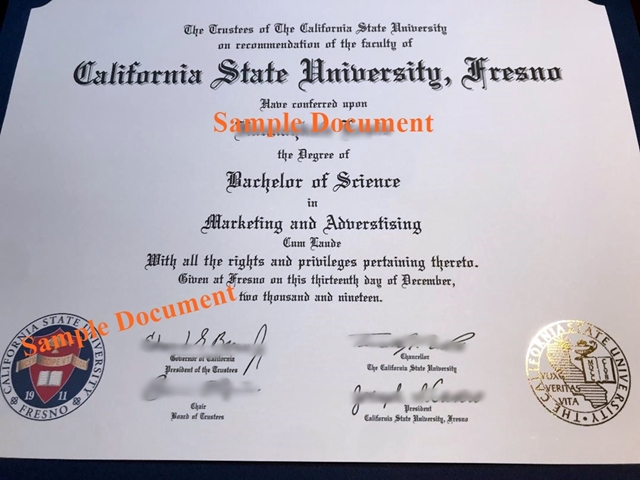 The Trustees of The California State University
on recommendation of the faculty of
California State University, Fresno
Have conferred upon
Sample Document
the Degree of
Bachelor of Science
in
Marketing and Adverstising
Cum Laude
With all the rights and privileges pertaining thereto.
Given at Fresno on this thirteenth day of December,
two thousand and nineteen.
Sample Document
Governor of California
President of the Trustees
Chancellor
The California State University
Chair
Board of Trustees
President
California State University, Fresno
CALIFORNIA STATE UNIVERSITY
19 11
FRESNO
THE CALIFORNIA STATE UNIVERSITY
VOX
VERITAS
VITA